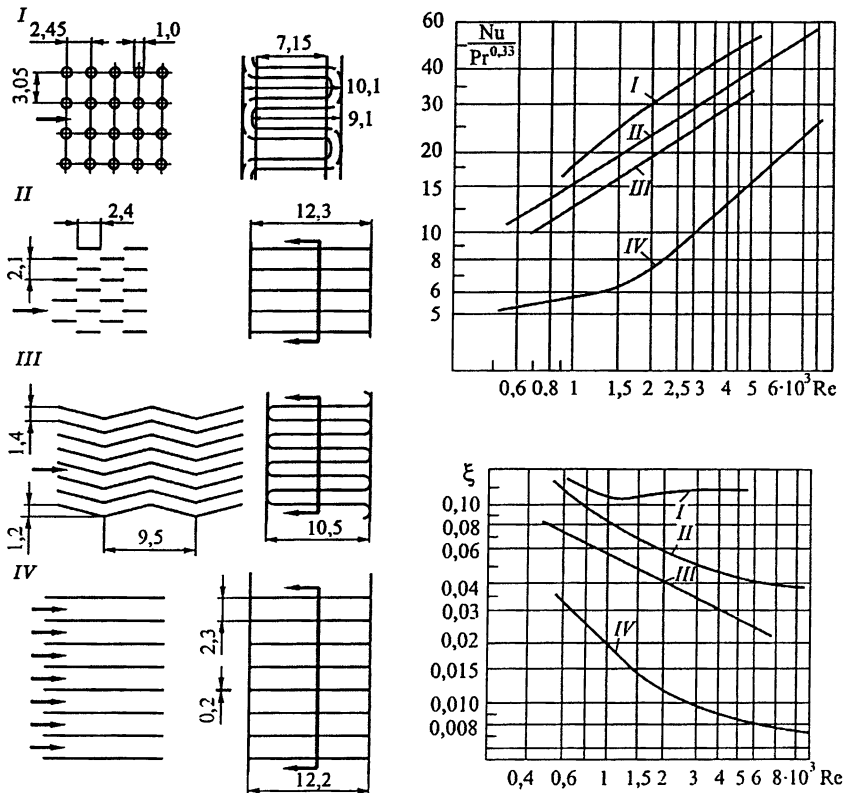 I
2,45
1,0
7,15
3,05
10,1
9,1
II
2,4
12,3
2,1
III
1,4
1,2
9,5
10,5
IV
2,3
0,2
12,2
Nu
Pr^0,33
60
40
30
20
15
10
8
6
5
I
II
III
IV
0,6 0,8 1 1,5 2 2,5 3 4 5 6·10³ Re
ξ
0,10
0,08
0,06
0,04
0,03
0,02
0,015
0,010
0,008
I
II
III
IV
0,4 0,6 1 1,5 2 3 4 5 6 8·10³ Re